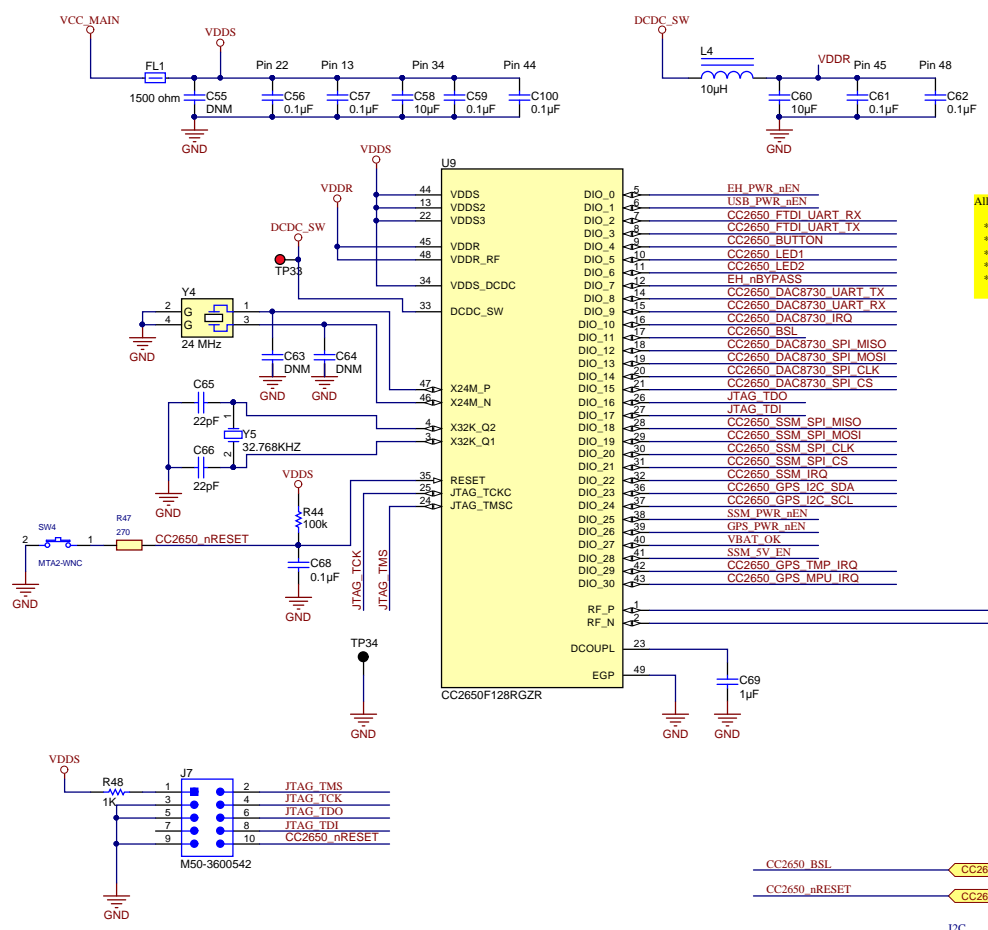 VCC_MAIN
VDDS
FL1
1500 ohm
Pin 22
Pin 13
Pin 34
Pin 44
C55
DNM
C56
0.1µF
C57
0.1µF
C58
10µF
C59
0.1µF
C100
0.1µF
GND
DCDC_SW
L4
10µH
VDDR
Pin 45
Pin 48
C60
10µF
C61
0.1µF
C62
0.1µF
GND
All
*
*
*
*
*
VDDS
VDDR
DCDC_SW
TP33
U9
44 VDDS
13 VDDS2
22 VDDS3
45 VDDR
48 VDDR_RF
34 VDDS_DCDC
33 DCDC_SW
47 X24M_P
46 X24M_N
4 X32K_Q2
3 X32K_Q1
35 RESET
25 JTAG_TCKC
24 JTAG_TMSC
DIO_0 5 EH_PWR_nEN
DIO_1 6 USB_PWR_nEN
DIO_2 7 CC2650_FTDI_UART_RX
DIO_3 8 CC2650_FTDI_UART_TX
DIO_4 9 CC2650_BUTTON
DIO_5 10 CC2650_LED1
DIO_6 11 CC2650_LED2
DIO_7 12 EH_nBYPASS
DIO_8 14 CC2650_DAC8730_UART_TX
DIO_9 15 CC2650_DAC8730_UART_RX
DIO_10 16 CC2650_DAC8730_IRQ
DIO_11 17 CC2650_BSL
DIO_12 18 CC2650_DAC8730_SPI_MISO
DIO_13 19 CC2650_DAC8730_SPI_MOSI
DIO_14 20 CC2650_DAC8730_SPI_CLK
DIO_15 21 CC2650_DAC8730_SPI_CS
DIO_16 26 JTAG_TDO
DIO_17 27 JTAG_TDI
DIO_18 28 CC2650_SSM_SPI_MISO
DIO_19 29 CC2650_SSM_SPI_MOSI
DIO_20 30 CC2650_SSM_SPI_CLK
DIO_21 31 CC2650_SSM_SPI_CS
DIO_22 32 CC2650_SSM_IRQ
DIO_23 36 CC2650_GPS_I2C_SDA
DIO_24 37 CC2650_GPS_I2C_SCL
DIO_25 38 SSM_PWR_nEN
DIO_26 39 GPS_PWR_nEN
DIO_27 40 VBAT_OK
DIO_28 41 SSM_5V_EN
DIO_29 42 CC2650_GPS_TMP_IRQ
DIO_30 43 CC2650_GPS_MPU_IRQ
RF_P 1
RF_N 2
DCOUPL 23
EGP 49
CC2650F128RGZR
C69
1µF
GND
GND
Y4
2 G 1
4 G 3
24 MHz
GND
C63
DNM
C64
DNM
GND
GND
C65
22pF
1
Y5
32.768KHZ
2
C66
22pF
GND
VDDS
R44
100k
SW4
2 1
MTA2-WNC
R47
270
CC2650_nRESET
GND
C68
0.1µF
GND
JTAG_TCK
JTAG_TMS
TP34
GND
VDDS
R48
1K
J7
1 2 JTAG_TMS
3 4 JTAG_TCK
5 6 JTAG_TDO
7 8 JTAG_TDI
9 10 CC2650_nRESET
M50-3600542
GND
CC2650_BSL CC26
CC2650_nRESET CC26
I2C